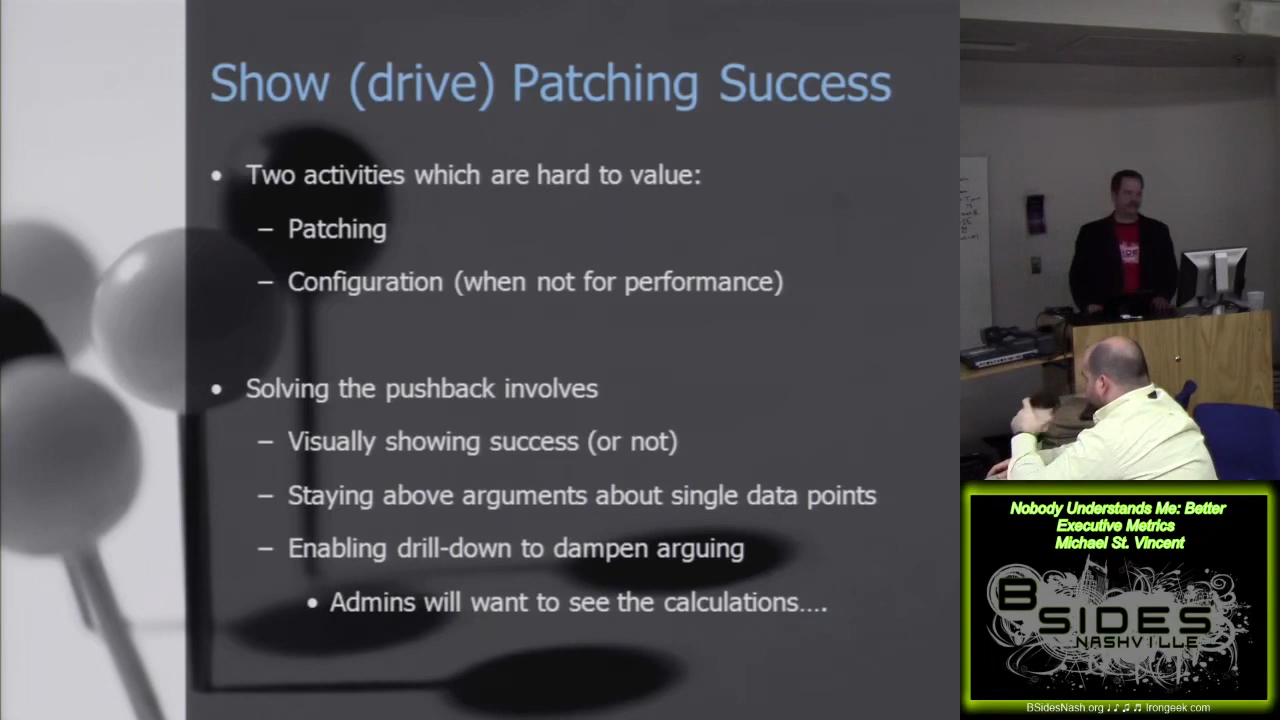 Show (drive) Patching Success
• Two activities which are hard to value:
– Patching
– Configuration (when not for performance)
• Solving the pushback involves
– Visually showing success (or not)
– Staying above arguments about single data points
– Enabling drill-down to dampen arguing
• Admins will want to see the calculations....
Nobody Understands Me: Better
Executive Metrics
Michael St. Vincent
BSIDES
NASHVILLE
BSidesNash.org ♩♪♫♬ Irongeek.com